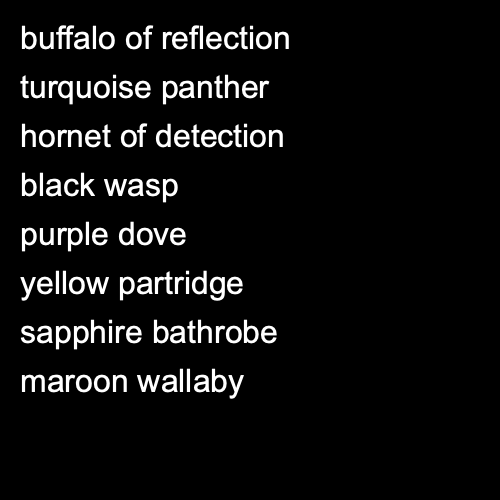 buffalo of reflection
turquoise panther
hornet of detection
black wasp
purple dove
yellow partridge
sapphire bathrobe
maroon wallaby